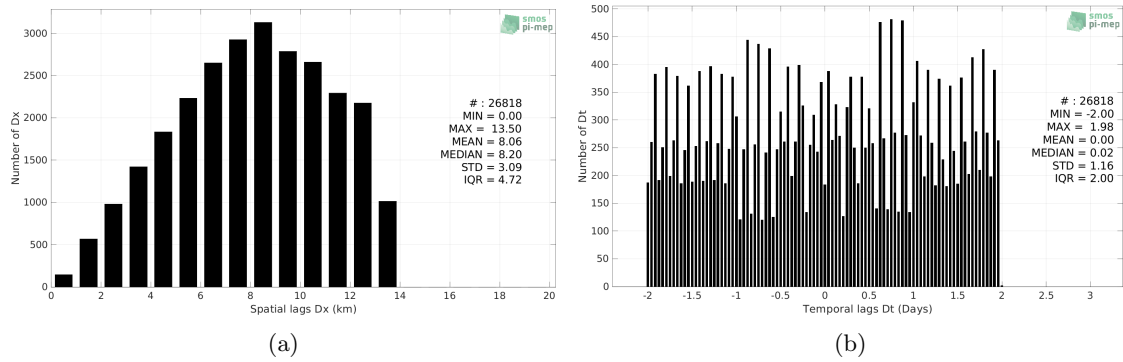 smos
pi-mep
3000
2500
2000
1500
1000
500
0
Number of Dx
# : 26818
MIN = 0.00
MAX = 13.50
MEAN = 8.06
MEDIAN = 8.20
STD = 3.09
IQR = 4.72
0 2 4 6 8 10 12 14 16 18 20
Spatial lags Dx (km)
(a)
smos
pi-mep
500
450
400
350
300
250
200
150
100
50
0
Number of Dt
# : 26818
MIN = -2.00
MAX = 1.98
MEAN = 0.00
MEDIAN = 0.02
STD = 1.16
IQR = 2.00
-2 -1.5 -1 -0.5 0 0.5 1 1.5 2 2.5 3
Temporal lags Dt (Days)
(b)